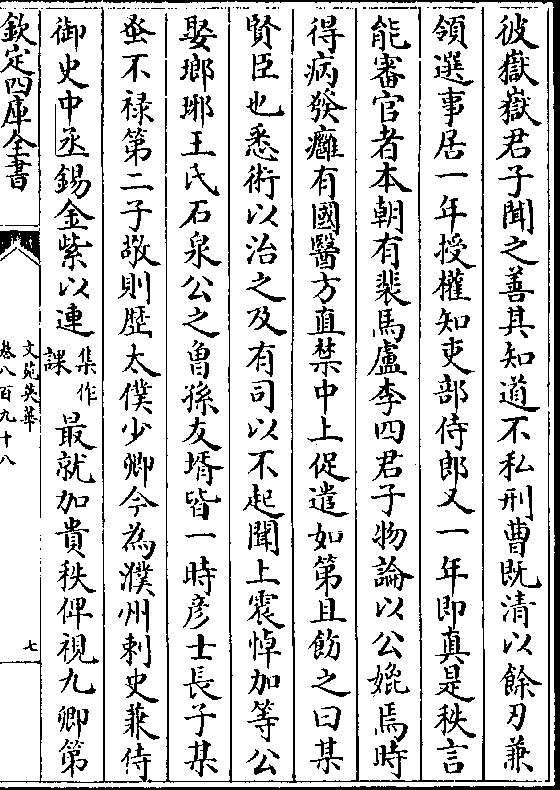 彼嶽嶽君子聞之善其知道不私刑曹既清以餘刃兼
領選事居一年授權知吏部侍郎又一年即真是秩言
能審官者本朝有裴馬盧李四君子物論以公媲焉時
得病發癰有國醫方直禁中上促遣如第且飭之曰某
賢臣也悉術以治之及有司以不起聞上震悼加等公
娶瑯琊王氏石泉公之曾孫友壻皆一時彦士長子某
蚤不禄第二子敬則歴太僕少卿今為濮州刺史兼侍
御史中丞錫金紫以連集作課最就加貴秩俾視九卿第
欽定四庫全書
文苑英華
卷八百九十八
七